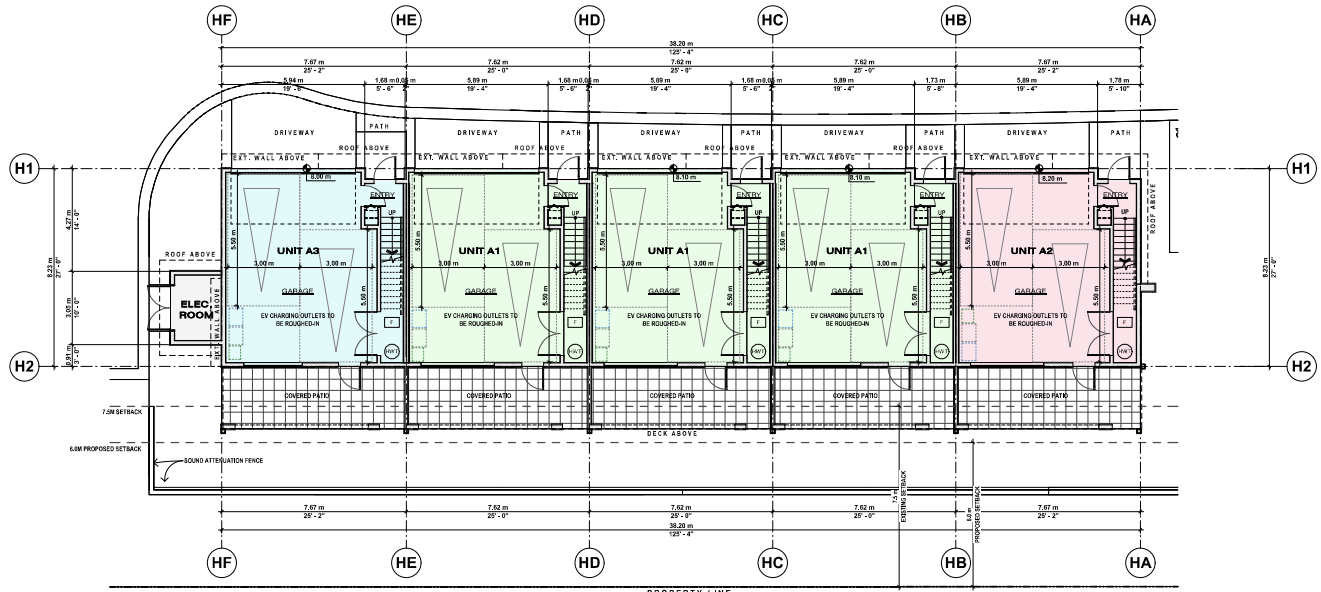 HF HE HD HC HB HA
38.20 m
125' - 4"
7.67 m 7.62 m 7.62 m 7.62 m 7.67 m
25' - 2" 25' - 0" 25' - 0" 25' - 0" 25' - 2"
5.94 m 1.68 m 5.89 m 1.68 m 5.89 m 1.68 m 5.89 m 1.73 m 5.89 m 1.78 m
19' - 6" 5' - 6" 19' - 4" 5' - 6" 19' - 4" 5' - 6" 19' - 4" 5' - 8" 19' - 4" 5' - 10"
DRIVEWAY PATH DRIVEWAY PATH DRIVEWAY PATH DRIVEWAY PATH DRIVEWAY PATH
ROOF ABOVE ROOF ABOVE ROOF ABOVE ROOF ABOVE
EXT. WALL ABOVE EXT. WALL ABOVE EXT. WALL ABOVE EXT. WALL ABOVE EXT. WALL ABOVE
H1 H1
8.00 m 8.10 m 8.10 m 8.20 m
ENTRY ENTRY ENTRY ENTRY ENTRY
UP UP UP UP UP
ROOF ABOVE
4.27 m
14' - 0"
8.23 m
27' - 0"
3.05 m
10' - 0"
0.91 m
3' - 0"
8.23 m
27' - 0"
5.50 m 5.50 m 5.50 m 5.50 m 5.50 m
UNIT A3 UNIT A1 UNIT A1 UNIT A1 UNIT A2
ROOF ABOVE
3.00 m 3.00 m 3.00 m 3.00 m 3.00 m 3.00 m 3.00 m 3.00 m 3.00 m 3.00 m
5.50 m 5.50 m 5.50 m 5.50 m 5.50 m
GARAGE GARAGE GARAGE GARAGE GARAGE
ELEC.
ROOM
EXT. WALL ABOVE
EV CHARGING OUTLETS TO EV CHARGING OUTLETS TO EV CHARGING OUTLETS TO EV CHARGING OUTLETS TO EV CHARGING OUTLETS TO
BE ROUGHED-IN BE ROUGHED-IN BE ROUGHED-IN BE ROUGHED-IN BE ROUGHED-IN
F F F F F
HWT HWT HWT HWT HWT
H2 H2
COVERED PATIO COVERED PATIO COVERED PATIO COVERED PATIO COVERED PATIO
7.5M SETBACK
DECK ABOVE
6.0M PROPOSED SETBACK
SOUND ATTENUATION FENCE
7.5 m
EXISTING SETBACK
6.0 m
PROPOSED SETBACK
7.67 m 7.62 m 7.62 m 7.62 m 7.67 m
25' - 2" 25' - 0" 25' - 0" 25' - 0" 25' - 2"
38.20 m
125' - 4"
HF HE HD HC HB HA
PROPERTY LINE